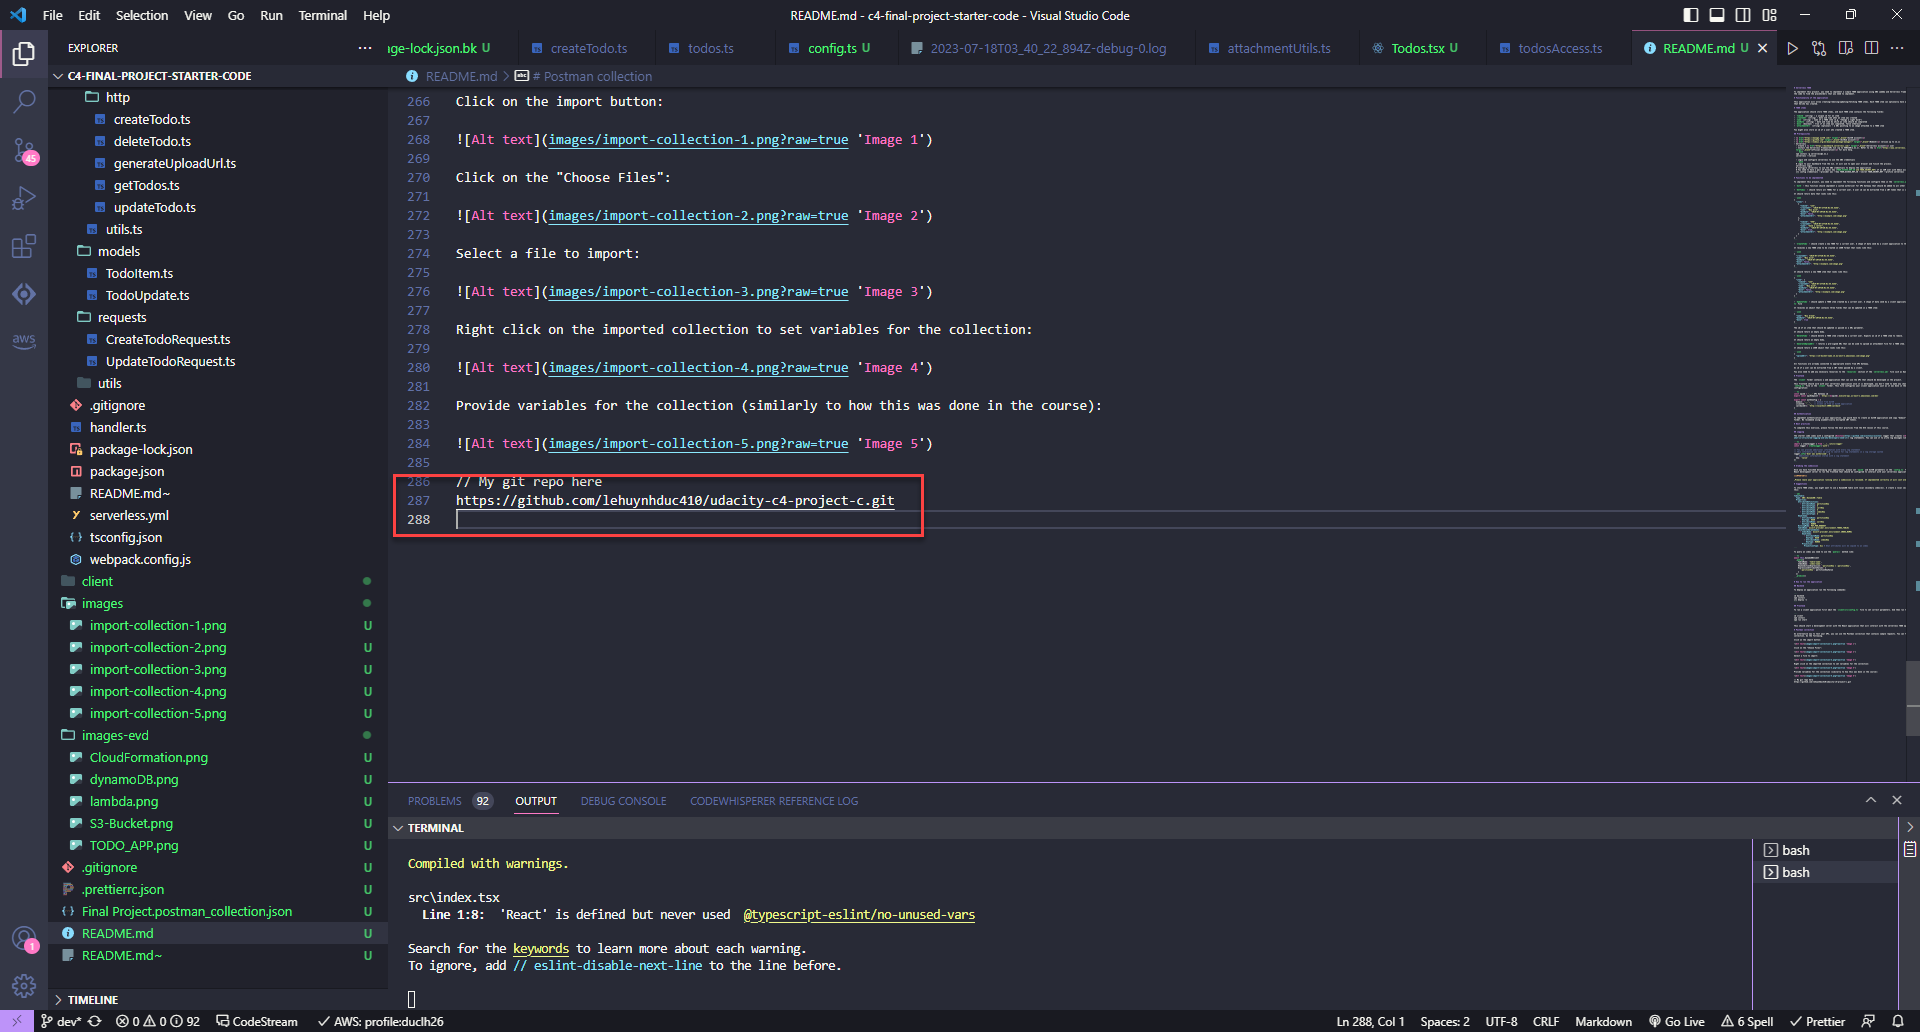 File Edit Selection View Go Run Terminal Help
README.md - c4-final-project-starter-code - Visual Studio Code
EXPLORER
age-lock.json.bk U
createTodo.ts
todos.ts
config.ts U
2023-07-18T03_40_22_894Z-debug-0.log
attachmentUtils.ts
Todos.tsx U
todosAccess.ts
README.md U
C4-FINAL-PROJECT-STARTER-CODE
http
createTodo.ts
deleteTodo.ts
generateUploadUrl.ts
getTodos.ts
updateTodo.ts
utils.ts
models
TodoItem.ts
TodoUpdate.ts
requests
CreateTodoRequest.ts
UpdateTodoRequest.ts
utils
.gitignore
handler.ts
package-lock.json
package.json
README.md~
serverless.yml
tsconfig.json
webpack.config.js
client
images
import-collection-1.png U
import-collection-2.png U
import-collection-3.png U
import-collection-4.png U
import-collection-5.png U
images-evd
CloudFormation.png U
dynamoDB.png U
lambda.png U
S3-Bucket.png U
TODO_APP.png U
.gitignore U
.prettierrc.json U
Final Project.postman_collection.json U
README.md U
README.md~ U
TIMELINE
45
aws
1
README.md > # Postman collection
266 Click on the import button:
267
268 ![Alt text](images/import-collection-1.png?raw=true 'Image 1')
269
270 Click on the "Choose Files":
271
272 ![Alt text](images/import-collection-2.png?raw=true 'Image 2')
273
274 Select a file to import:
275
276 ![Alt text](images/import-collection-3.png?raw=true 'Image 3')
277
278 Right click on the imported collection to set variables for the collection:
279
280 ![Alt text](images/import-collection-4.png?raw=true 'Image 4')
281
282 Provide variables for the collection (similarly to how this was done in the course):
283
284 ![Alt text](images/import-collection-5.png?raw=true 'Image 5')
285
286 // My git repo here
287 https://github.com/lehuynhduc410/udacity-c4-project-c.git
288
PROBLEMS 92 OUTPUT DEBUG CONSOLE CODEWHISPERER REFERENCE LOG
TERMINAL
Compiled with warnings.
src\index.tsx
Line 1:8: 'React' is defined but never used @typescript-eslint/no-unused-vars
Search for the keywords to learn more about each warning.
To ignore, add // eslint-disable-next-line to the line before.
bash
bash
dev* 0 0 92 CodeStream AWS: profile:duclh26
Ln 288, Col 1 Spaces: 2 UTF-8 CRLF Markdown Go Live 6 Spell Prettier